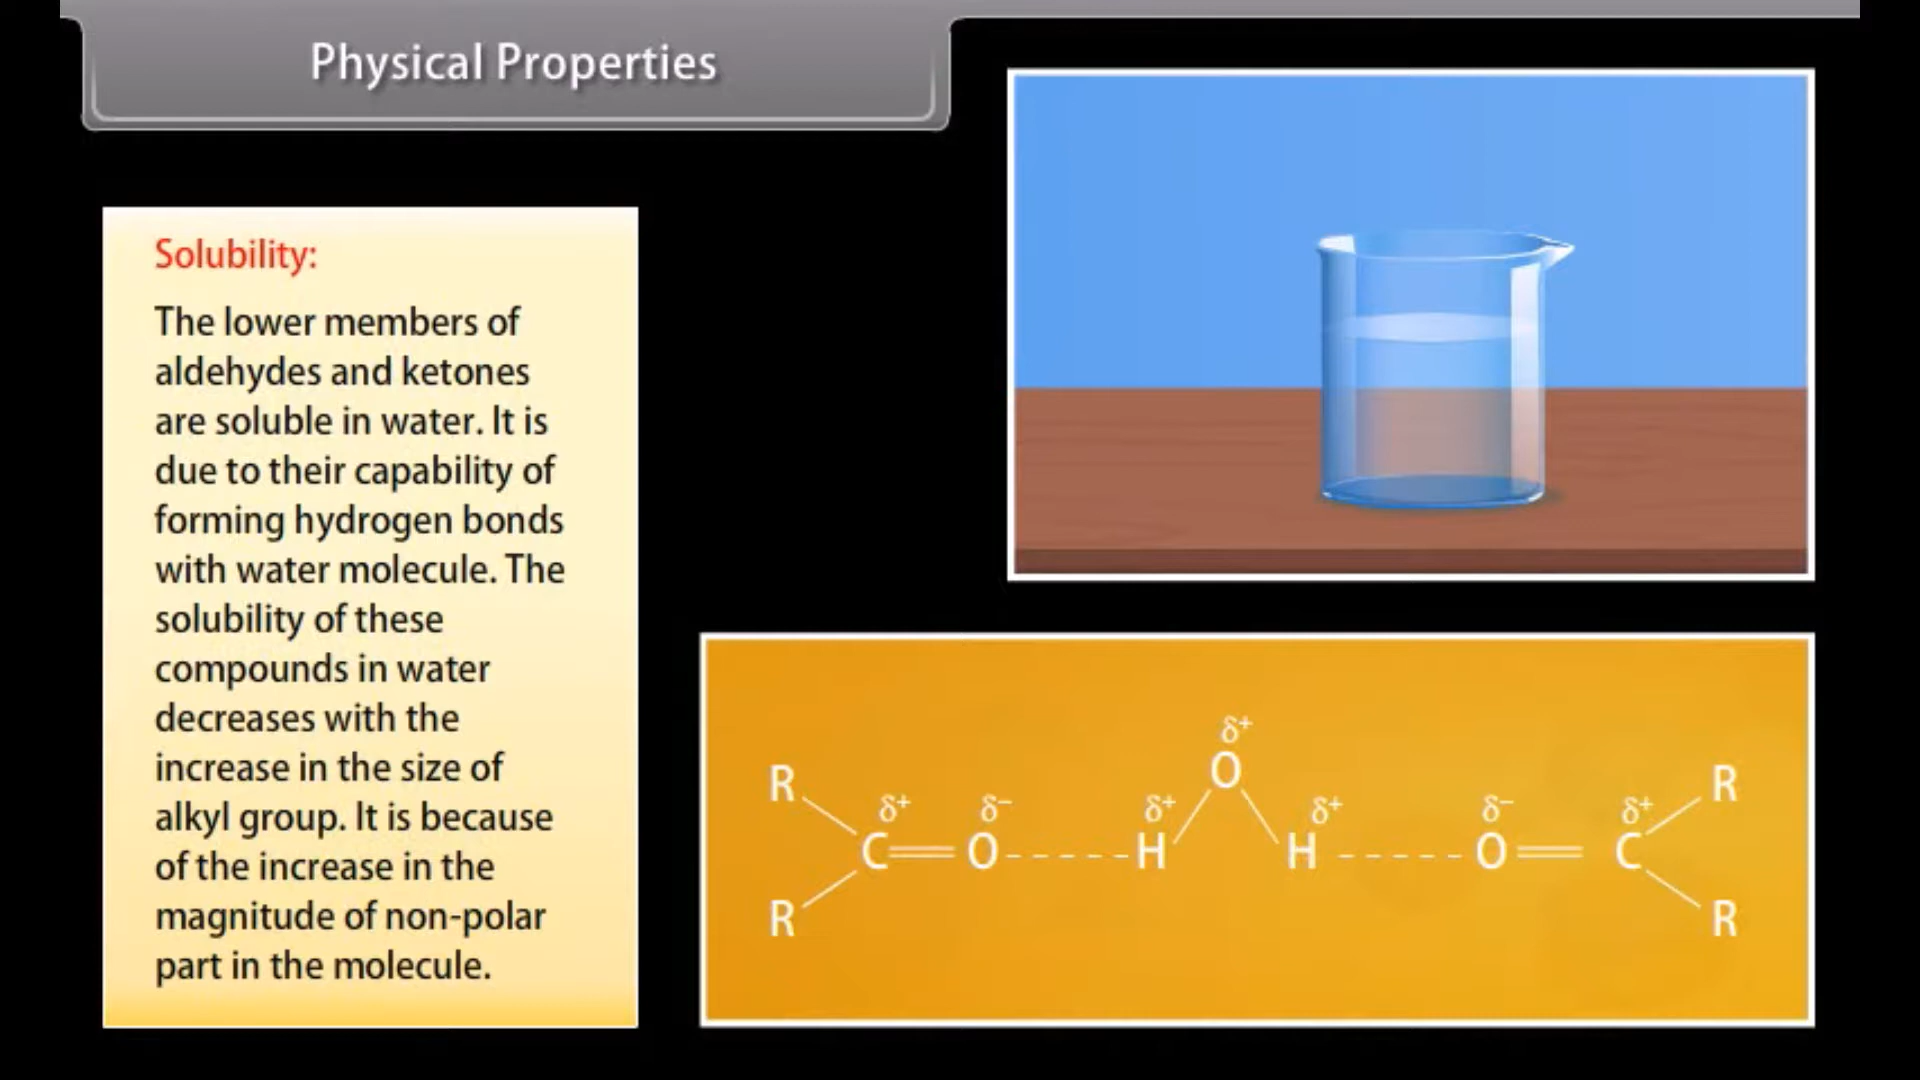 Physical Properties
Solubility:
The lower members of
aldehydes and ketones
are soluble in water. It is
due to their capability of
forming hydrogen bonds
with water molecule. The
solubility of these
compounds in water
decreases with the
increase in the size of
alkyl group. It is because
of the increase in the
magnitude of non-polar
part in the molecule.
δ+
R O R
δ+ δ− δ+ δ+ δ− δ+
C=O-----H H-----O=C
R R